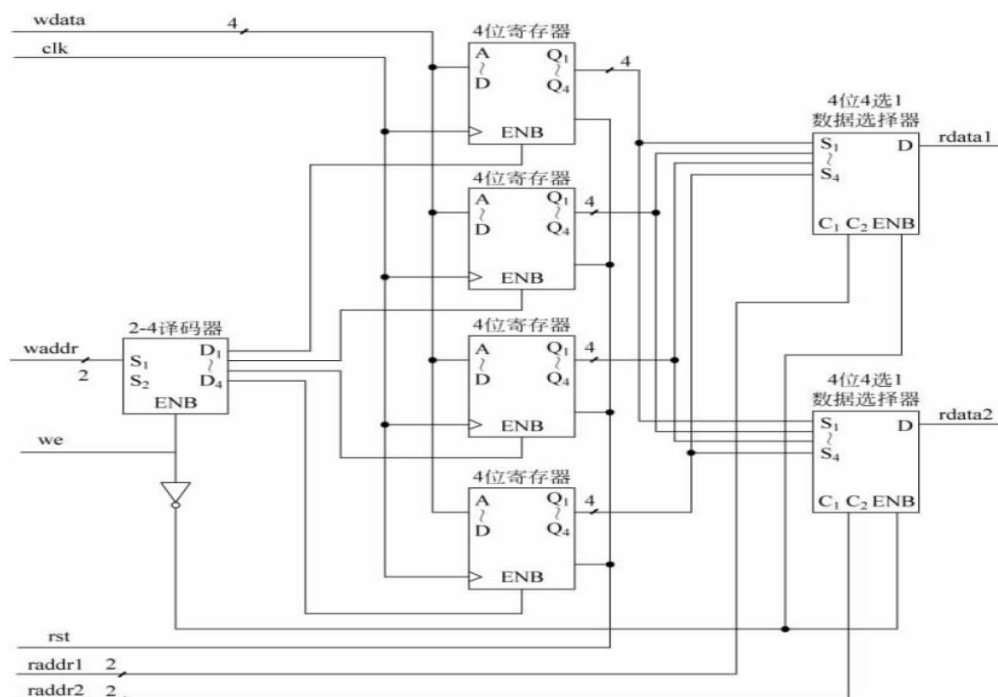 wdata
4
clk
4位寄存器
A
~
D
Q1
~
Q4
ENB
4
4位寄存器
A
~
D
Q1
~
Q4
ENB
4
4位寄存器
A
~
D
Q1
~
Q4
ENB
4
4位寄存器
A
~
D
Q1
~
Q4
ENB
4
2-4译码器
waddr
2
S1
S2
D1
~
D4
ENB
we
rst
raddr1 2
raddr2 2
4位4选1
数据选择器
S1
~
S4
D
C1 C2 ENB
rdata1
4位4选1
数据选择器
S1
~
S4
D
C1 C2 ENB
rdata2